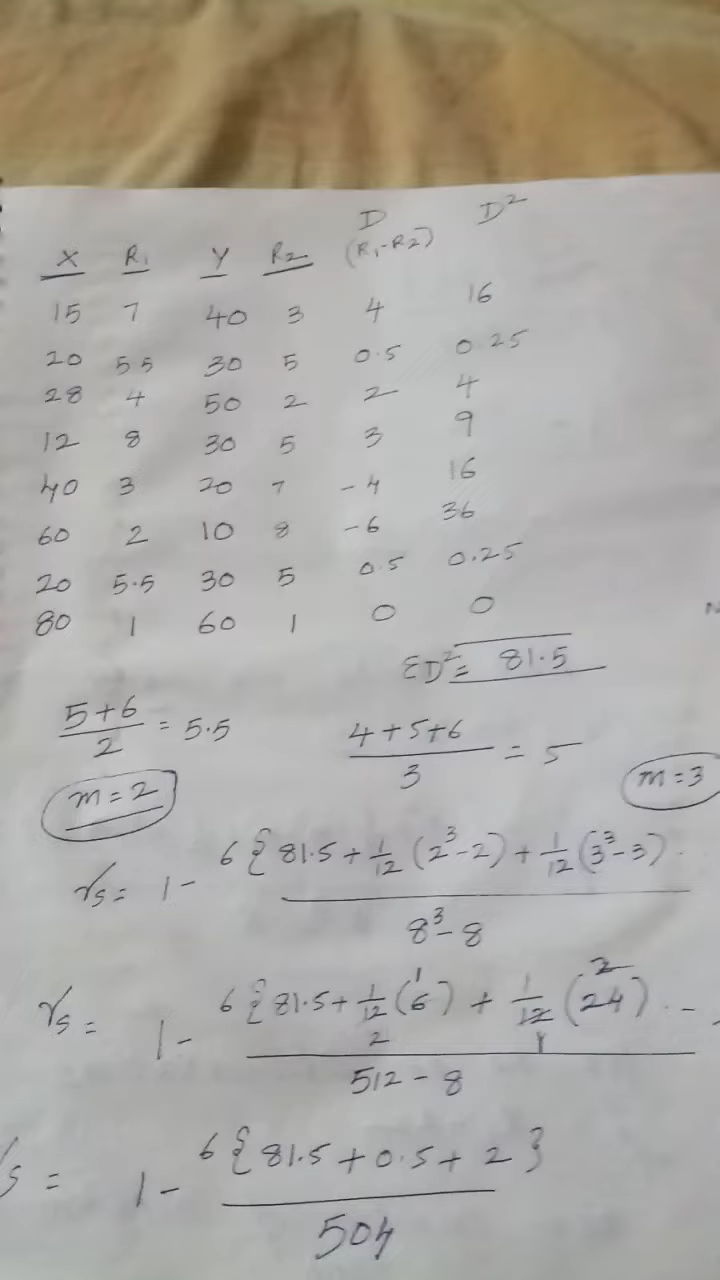 D D²
X R₁ Y R₂ (R₁-R₂)
15 7 40 3 4 16
20 5.5 30 5 0.5 0.25
28 4 50 2 2 4
12 8 30 5 3 9
40 3 20 7 -4 16
60 2 10 8 -6 36
20 5.5 30 5 0.5 0.25
80 1 60 1 0 0
ΣD² = 81.5
(5+6)/2 = 5.5 (4+5+6)/3 = 5
m=2 m=3
rs = 1 - 6{81.5 + 1/12 (2³-2) + 1/12 (3³-3) / 8³-8
rs = 1 - 6{81.5 + 1/12 (6) + 1/12 (24) ... / 512-8
1 2
2 1
rs = 1 - 6{81.5 + 0.5 + 2} / 504